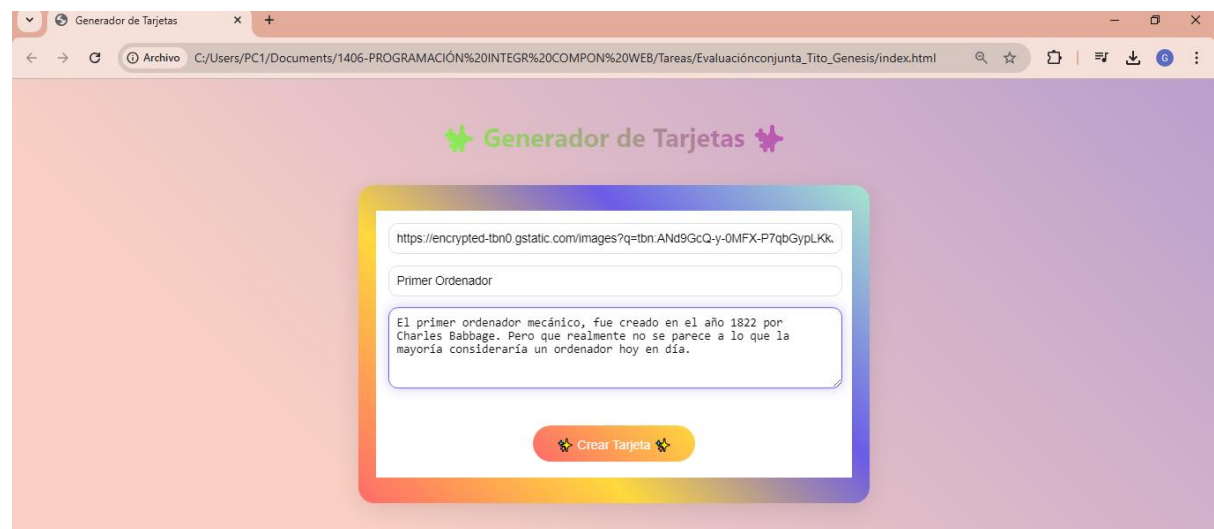 Generador de Tarjetas
Archivo C:/Users/PC1/Documents/1406-PROGRAMACIÓN%20INTEGR%20COMPON%20WEB/Tareas/Evaluaciónconjunta_Tito_Genesis/index.html
G
✨ Generador de Tarjetas ✨
https://encrypted-tbn0.gstatic.com/images?q=tbn:ANd9GcQ-y-0MFX-P7qbGypLKk
Primer Ordenador
El primer ordenador mecánico, fue creado en el año 1822 por
Charles Babbage. Pero que realmente no se parece a lo que la
mayoría consideraría un ordenador hoy en día.
✨ Crear Tarjeta ✨